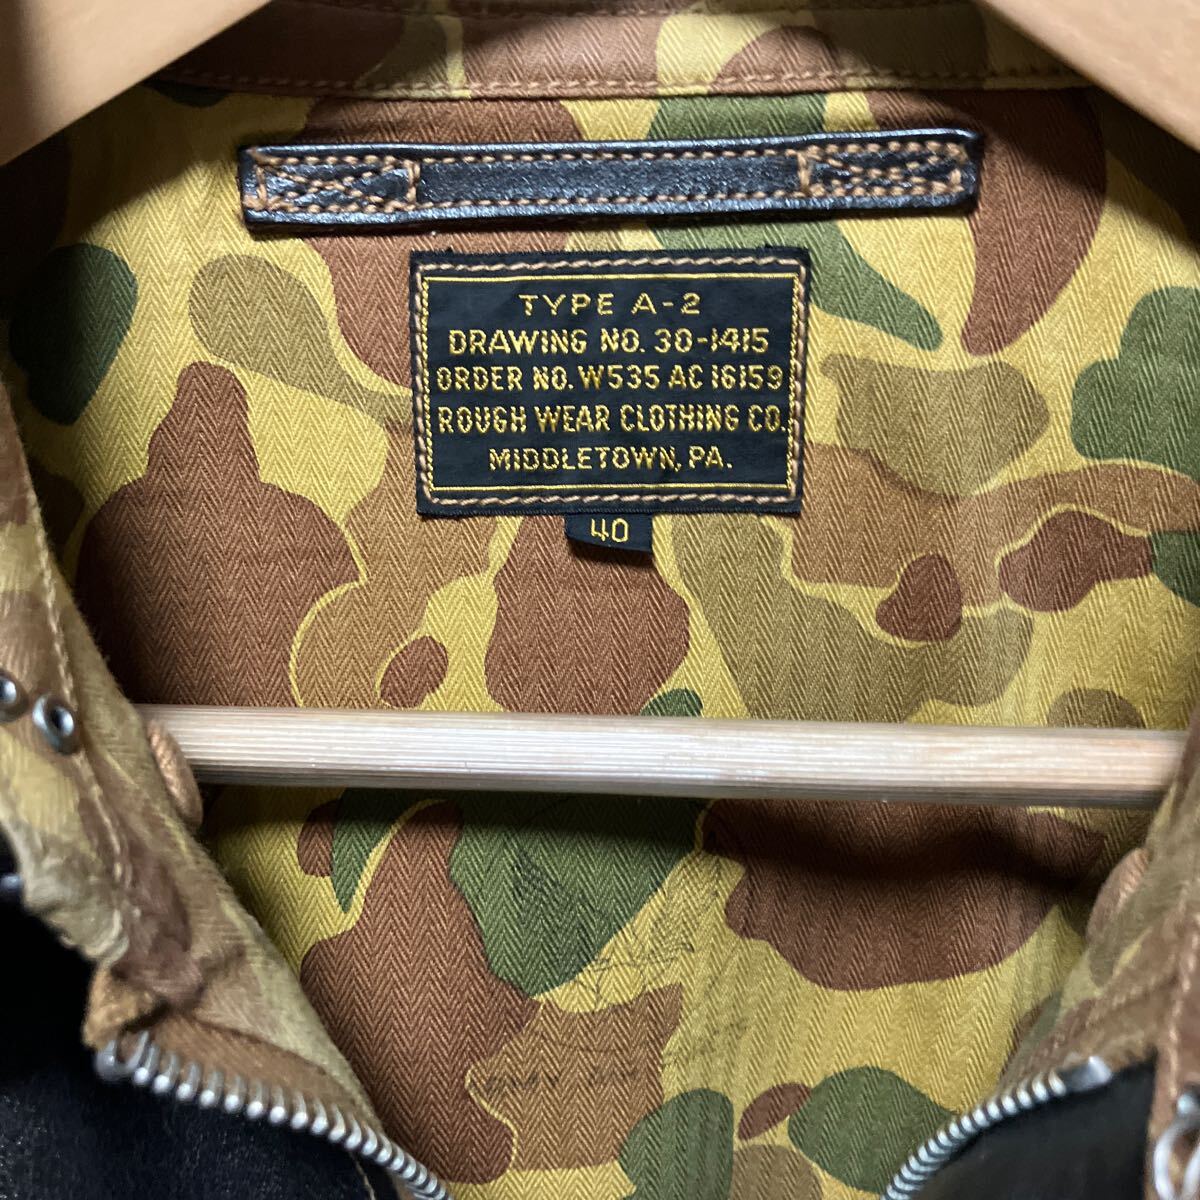 TYPE A-2
DRAWING NO. 30-1415
ORDER NO. W535 AC 16159
ROUGH WEAR CLOTHING CO.
MIDDLETOWN, PA.
40